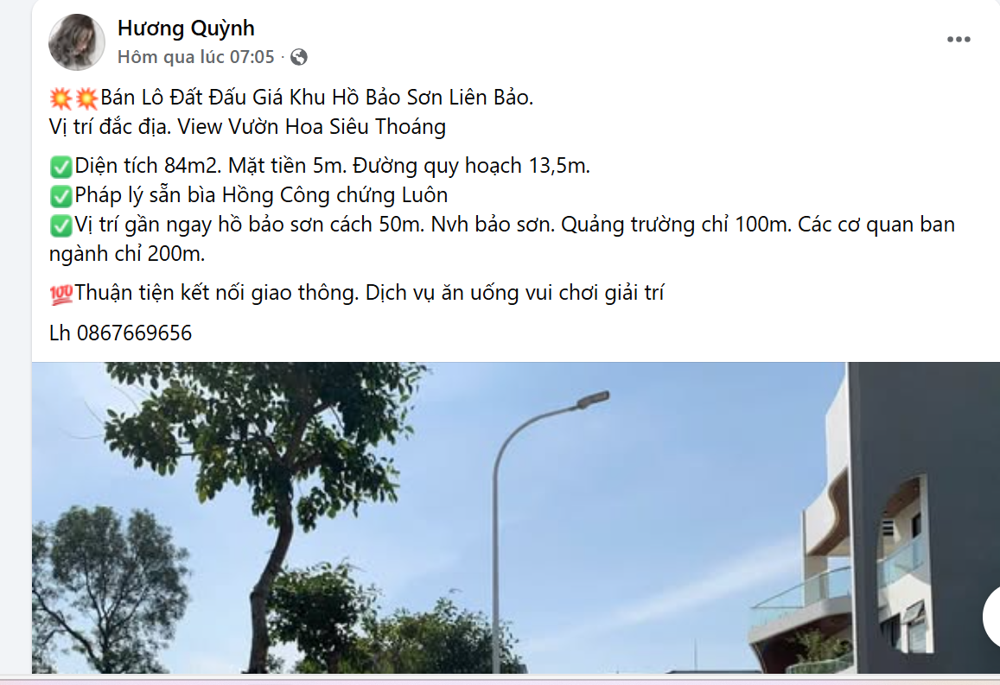 Hương Quỳnh
Hôm qua lúc 07:05 ·
💥💥Bán Lô Đất Đấu Giá Khu Hồ Bảo Sơn Liên Bảo.
Vị trí đắc địa. View Vườn Hoa Siêu Thoáng
✅Diện tích 84m2. Mặt tiền 5m. Đường quy hoạch 13,5m.
✅Pháp lý sẵn bìa Hồng Công chứng Luôn
✅Vị trí gần ngay hồ bảo sơn cách 50m. Nvh bảo sơn. Quảng trường chỉ 100m. Các cơ quan ban
ngành chỉ 200m.
💯Thuận tiện kết nối giao thông. Dịch vụ ăn uống vui chơi giải trí
Lh 0867669656